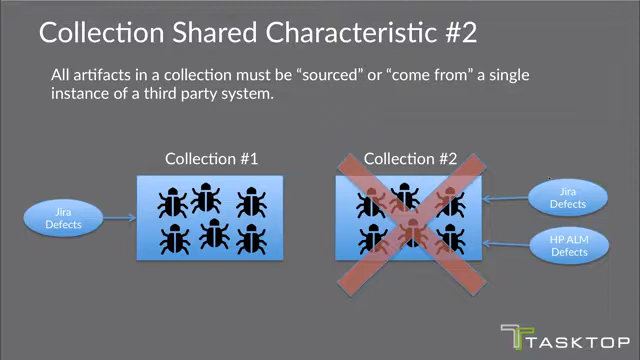 Collection Shared Characteristic #2
All artifacts in a collection must be “sourced” or “come from” a single
instance of a third party system.
Collection #1
Collection #2
Jira
Defects
Jira
Defects
HP ALM
Defects
TASKTOP